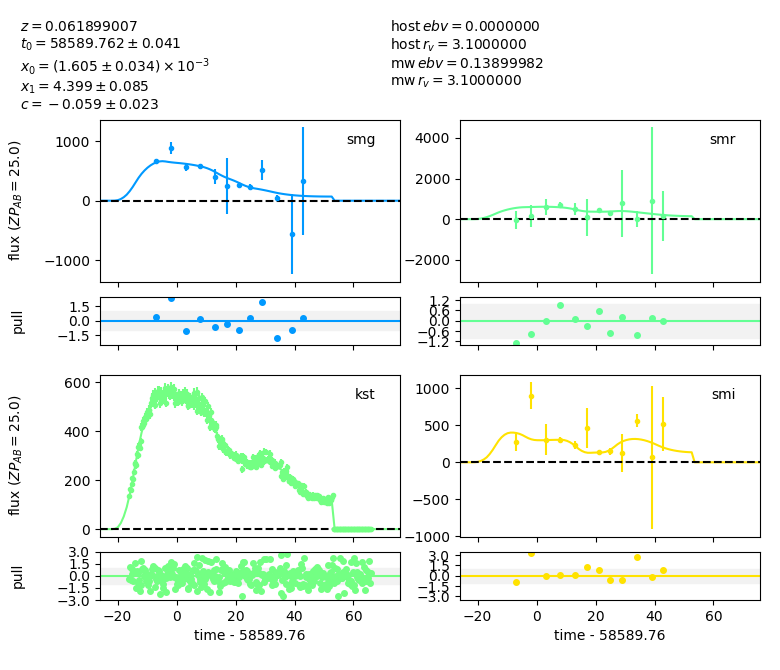 z = 0.061899007
t₀ = 58589.762 ± 0.041
x₀ = (1.605 ± 0.034) × 10⁻³
x₁ = 4.399 ± 0.085
c = −0.059 ± 0.023
host ebv = 0.0000000
host r_v = 3.1000000
mw ebv = 0.13899982
mw r_v = 3.1000000
flux (ZP_AB = 25.0)
1000
0
−1000
smg
4000
2000
0
−2000
smr
pull
1.5
0.0
−1.5
1.2
0.6
0.0
−0.6
−1.2
flux (ZP_AB = 25.0)
600
400
200
0
kst
1000
500
0
−500
−1000
smi
pull
3.0
1.5
0.0
−1.5
−3.0
3.0
1.5
0.0
−1.5
−3.0
−20 0 20 40 60
−20 0 20 40 60
time - 58589.76
time - 58589.76